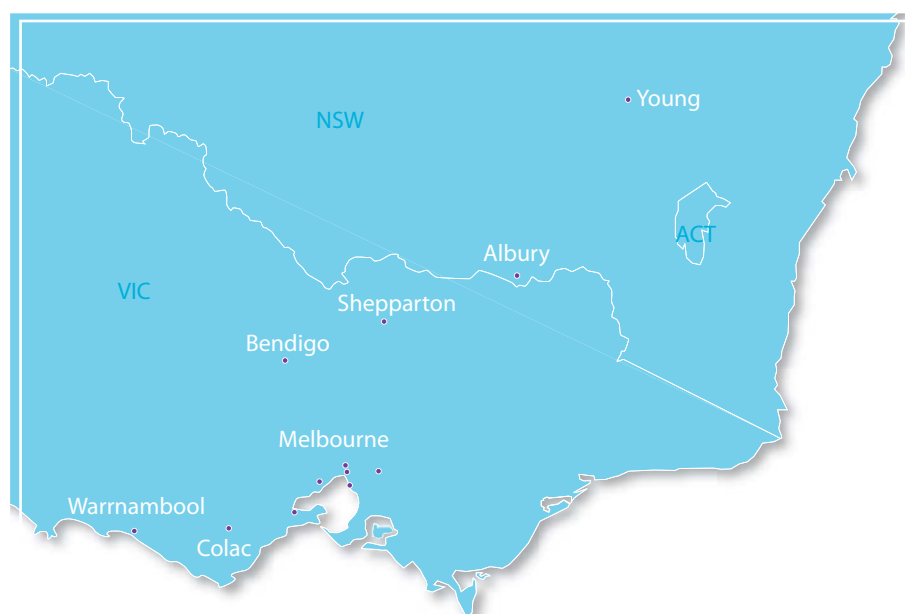 Young
NSW
ACT
Albury
VIC
Shepparton
Bendigo
Melbourne
Warrnambool
Colac